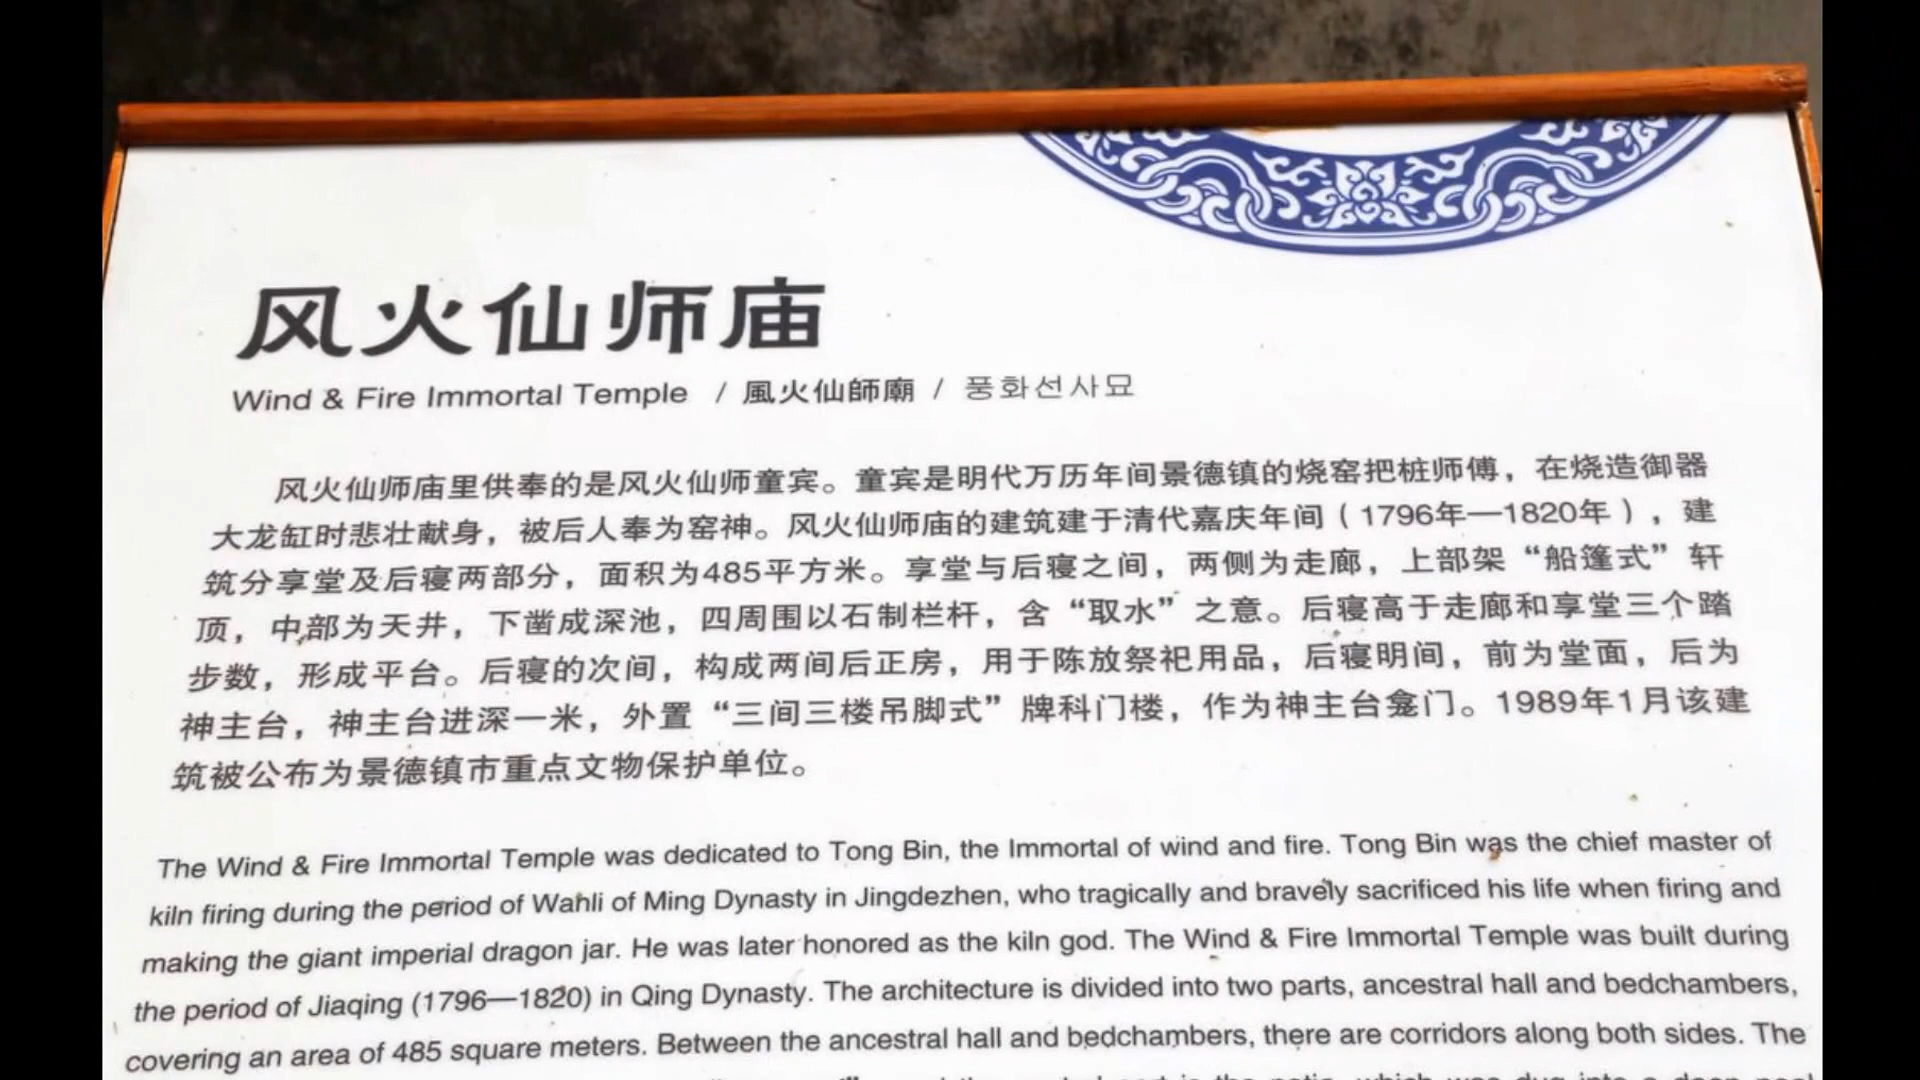 风火仙师庙
Wind & Fire Immortal Temple / 風火仙師廟 / 풍화선사묘
风火仙师庙里供奉的是风火仙师童宾。童宾是明代万历年间景德镇的烧窑把桩师傅，在烧造御器
大龙缸时悲壮献身，被后人奉为窑神。风火仙师庙的建筑建于清代嘉庆年间（1796年—1820年），建
筑分享堂及后寝两部分，面积为485平方米。享堂与后寝之间，两侧为走廊，上部架“船篷式”轩
顶，中部为天井，下凿成深池，四周围以石制栏杆，含“取水”之意。后寝高于走廊和享堂三个踏
步数，形成平台。后寝的次间，构成两间后正房，用于陈放祭祀用品，后寝明间，前为堂面，后为
神主台，神主台进深一米，外置“三间三楼吊脚式”牌科门楼，作为神主台龛门。1989年1月该建
筑被公布为景德镇市重点文物保护单位。
The Wind & Fire Immortal Temple was dedicated to Tong Bin, the Immortal of wind and fire. Tong Bin was the chief master of
kiln firing during the period of Wahli of Ming Dynasty in Jingdezhen, who tragically and bravely sacrificed his life when firing and
making the giant imperial dragon jar. He was later honored as the kiln god. The Wind & Fire Immortal Temple was built during
the period of Jiaqing (1796—1820) in Qing Dynasty. The architecture is divided into two parts, ancestral hall and bedchambers,
covering an area of 485 square meters. Between the ancestral hall and bedchambers, there are corridors along both sides. The